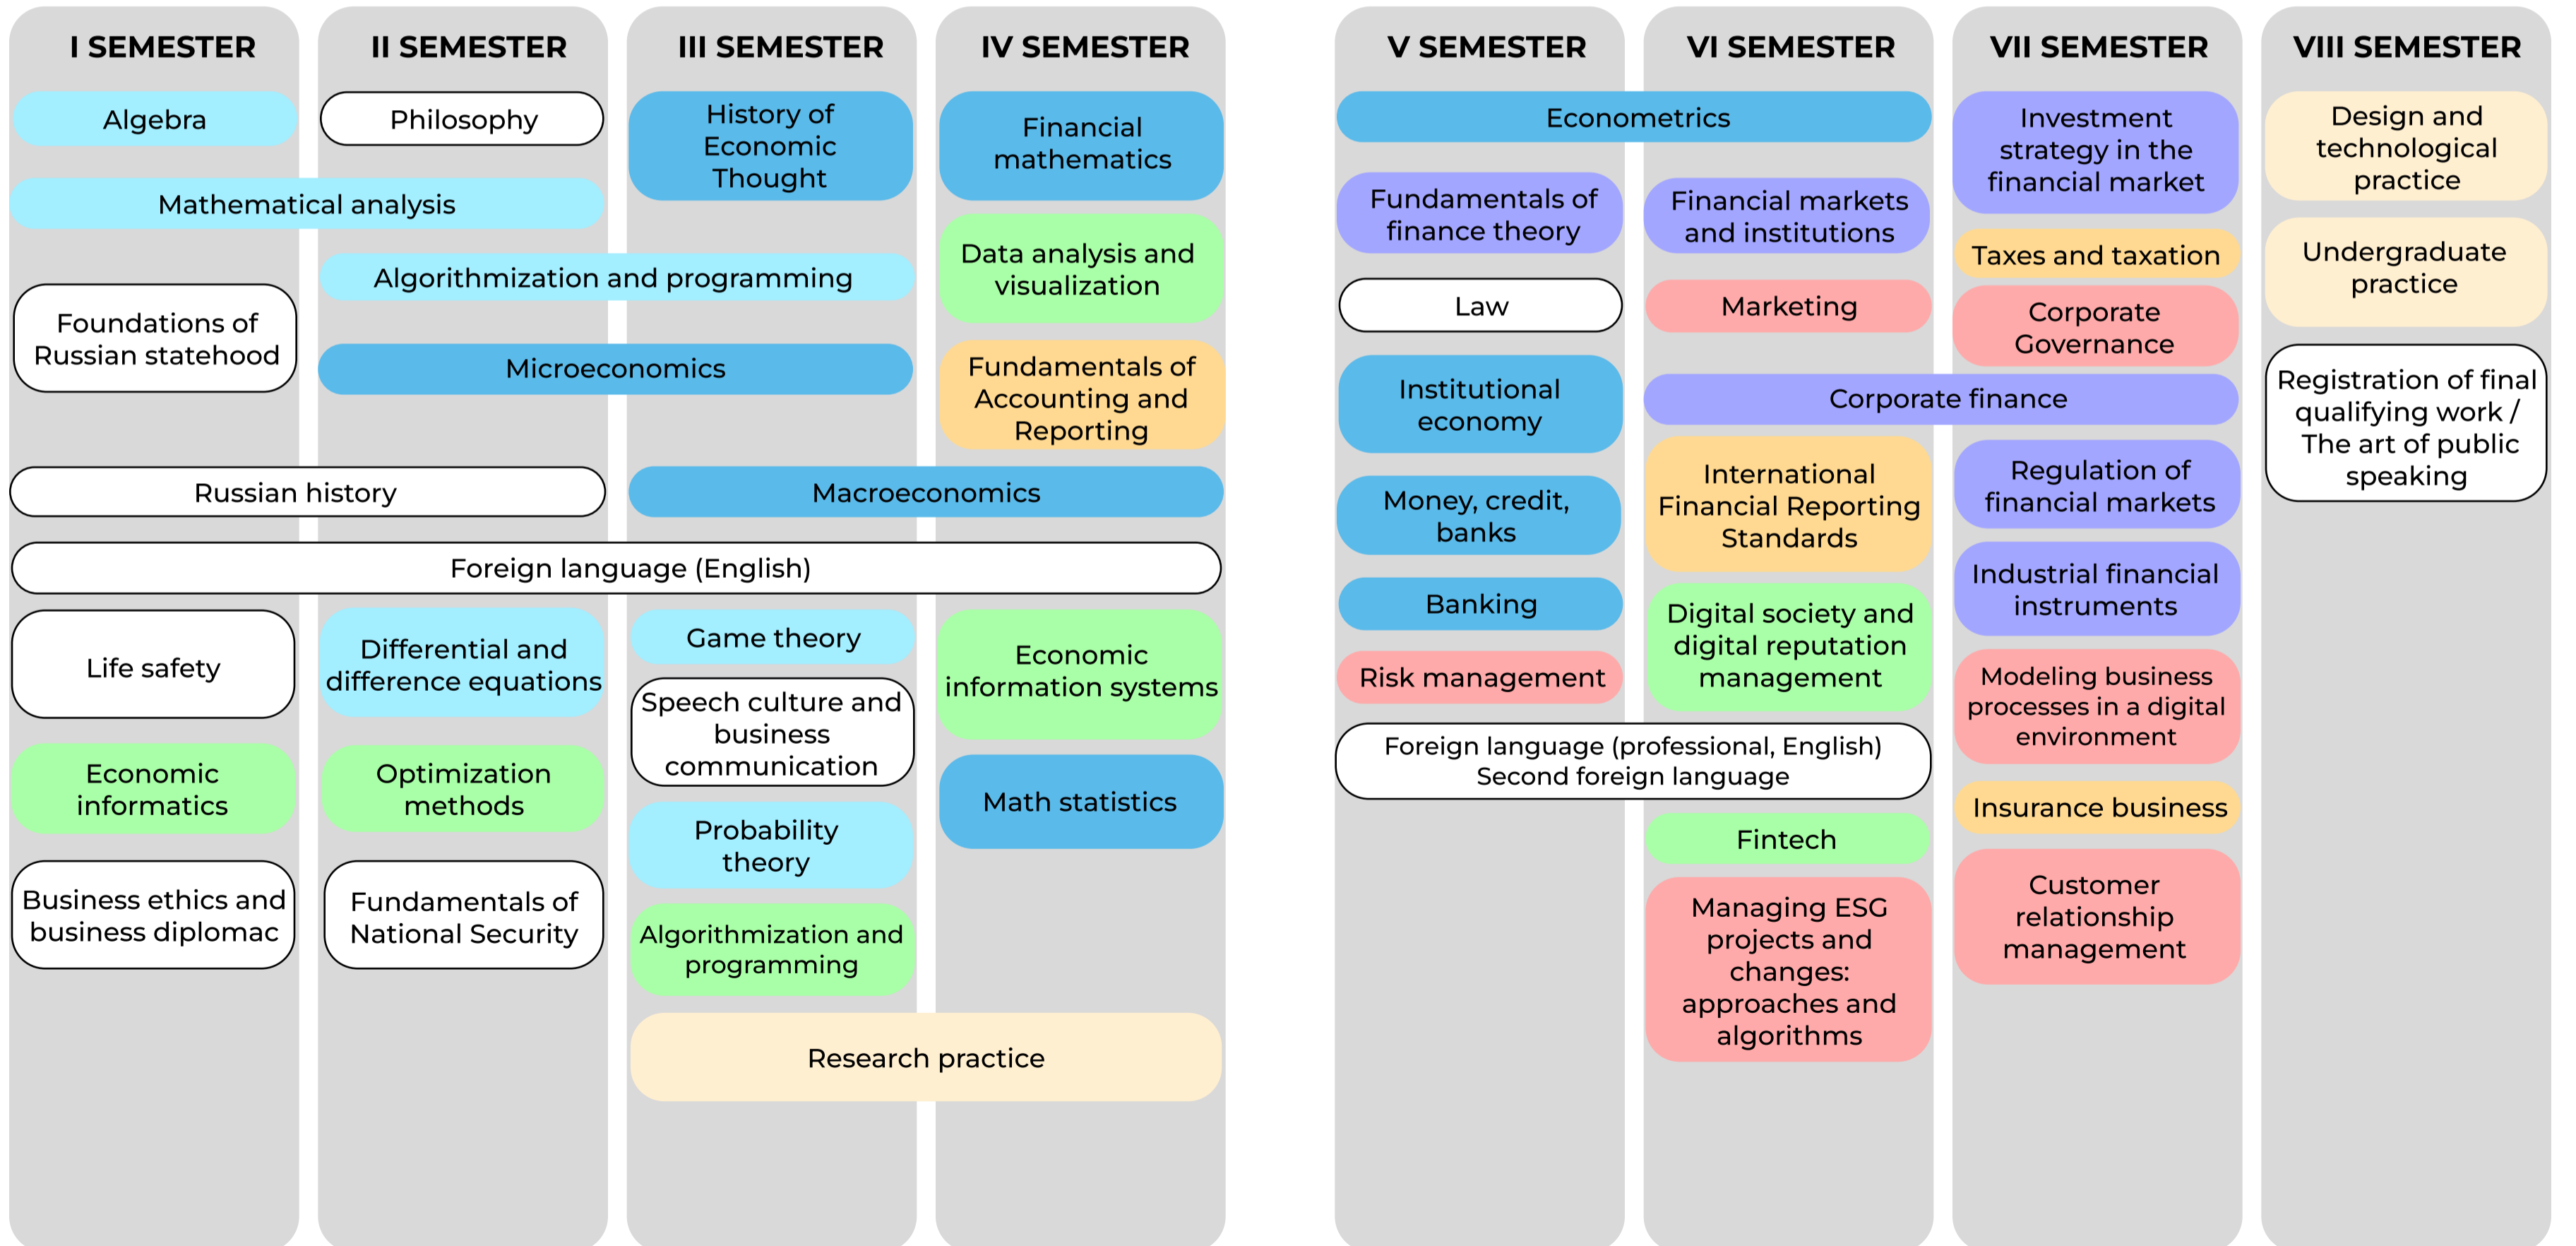 I SEMESTER
Algebra
Mathematical analysis
Foundations of
Russian statehood
Russian history
Foreign language (English)
Life safety
Economic
informatics
Business ethics and
business diplomac
II SEMESTER
Philosophy
Algorithmization and programming
Microeconomics
Differential and
difference equations
Optimization
methods
Fundamentals of
National Security
III SEMESTER
History of
Economic
Thought
Macroeconomics
Game theory
Speech culture and
business
communication
Probability
theory
Algorithmization and
programming
Research practice
IV SEMESTER
Financial
mathematics
Data analysis and
visualization
Fundamentals of
Accounting and
Reporting
Economic
information systems
Math statistics
V SEMESTER
Econometrics
Fundamentals of
finance theory
Law
Institutional
economy
Money, credit,
banks
Banking
Risk management
Foreign language (professional, English)
Second foreign language
VI SEMESTER
Financial markets
and institutions
Marketing
Corporate finance
International
Financial Reporting
Standards
Digital society and
digital reputation
management
Fintech
Managing ESG
projects and
changes:
approaches and
algorithms
VII SEMESTER
Investment
strategy in the
financial market
Taxes and taxation
Corporate
Governance
Regulation of
financial markets
Industrial financial
instruments
Modeling business
processes in a digital
environment
Insurance business
Customer
relationship
management
VIII SEMESTER
Design and
technological
practice
Undergraduate
practice
Registration of final
qualifying work /
The art of public
speaking